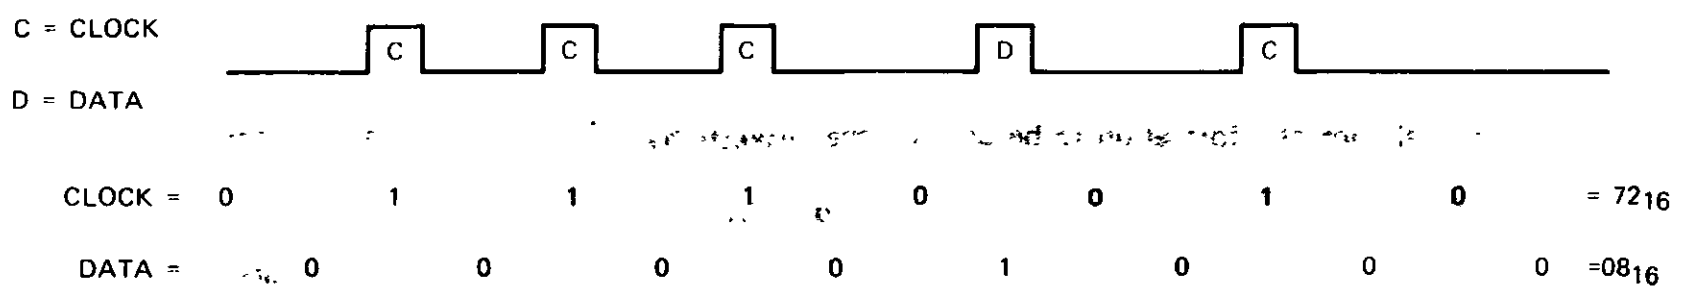 C = CLOCK
C C C D C
D = DATA
CLOCK = 0 1 1 1 0 0 1 0 = 72₁₆
DATA = 0 0 0 0 1 0 0 0 =08₁₆